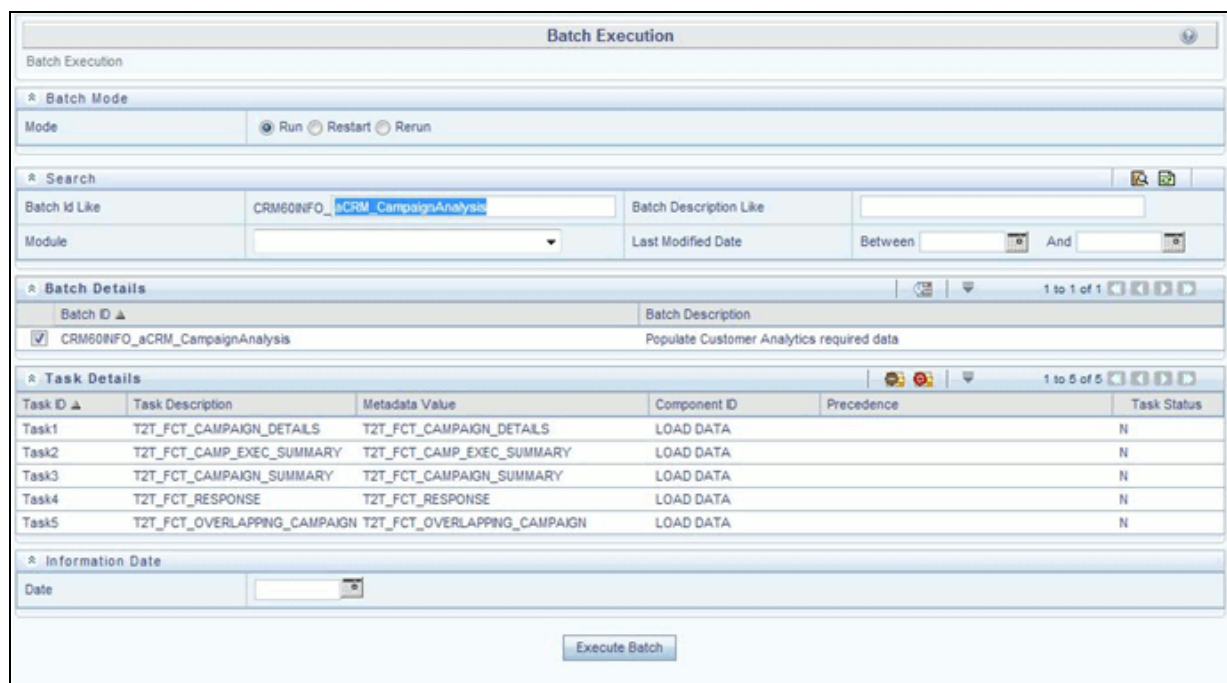 Batch Execution
Batch Execution
Batch Mode
Mode Run Restart Rerun
Search
Batch Id Like CRM60INFO_ aCRM_CampaignAnalysis Batch Description Like
Module Last Modified Date Between And
Batch Details 1 to 1 of 1
Batch ID Batch Description
CRM60INFO_aCRM_CampaignAnalysis Populate Customer Analytics required data
Task Details 1 to 5 of 5
Task ID Task Description Metadata Value Component ID Precedence Task Status
Task1 T2T_FCT_CAMPAIGN_DETAILS T2T_FCT_CAMPAIGN_DETAILS LOAD DATA N
Task2 T2T_FCT_CAMP_EXEC_SUMMARY T2T_FCT_CAMP_EXEC_SUMMARY LOAD DATA N
Task3 T2T_FCT_CAMPAIGN_SUMMARY T2T_FCT_CAMPAIGN_SUMMARY LOAD DATA N
Task4 T2T_FCT_RESPONSE T2T_FCT_RESPONSE LOAD DATA N
Task5 T2T_FCT_OVERLAPPING_CAMPAIGN T2T_FCT_OVERLAPPING_CAMPAIGN LOAD DATA N
Information Date
Date
Execute Batch